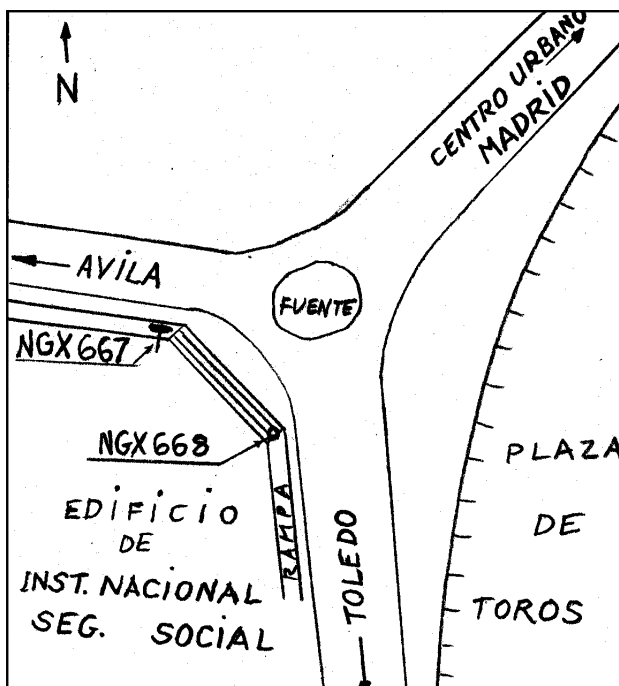 N
CENTRO URBANO
MADRID
AVILA
FUENTE
NGX 667
NGX 668
RAMPA
EDIFICIO
DE
INST. NACIONAL
SEG. SOCIAL
TOLEDO
PLAZA
DE
TOROS